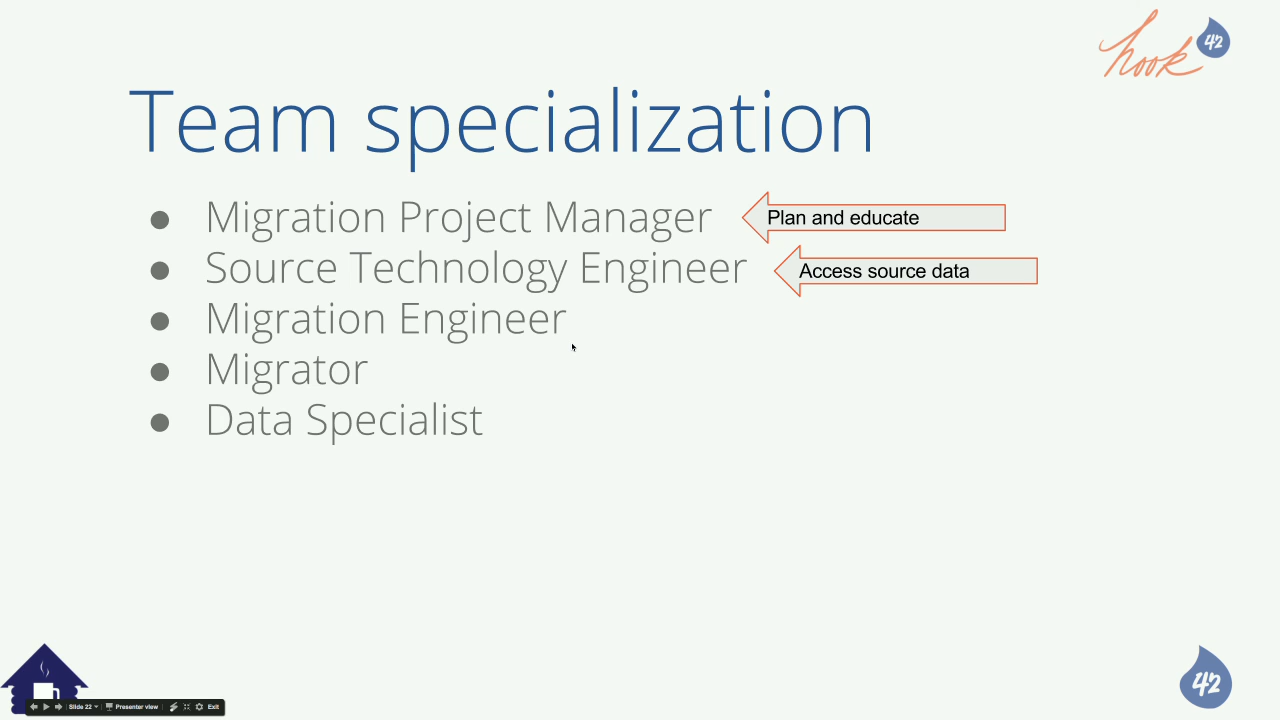 hook 42
Team specialization
● Migration Project Manager
Plan and educate
● Source Technology Engineer
Access source data
● Migration Engineer
● Migrator
● Data Specialist
42
Slide 22
Presenter view
Exit